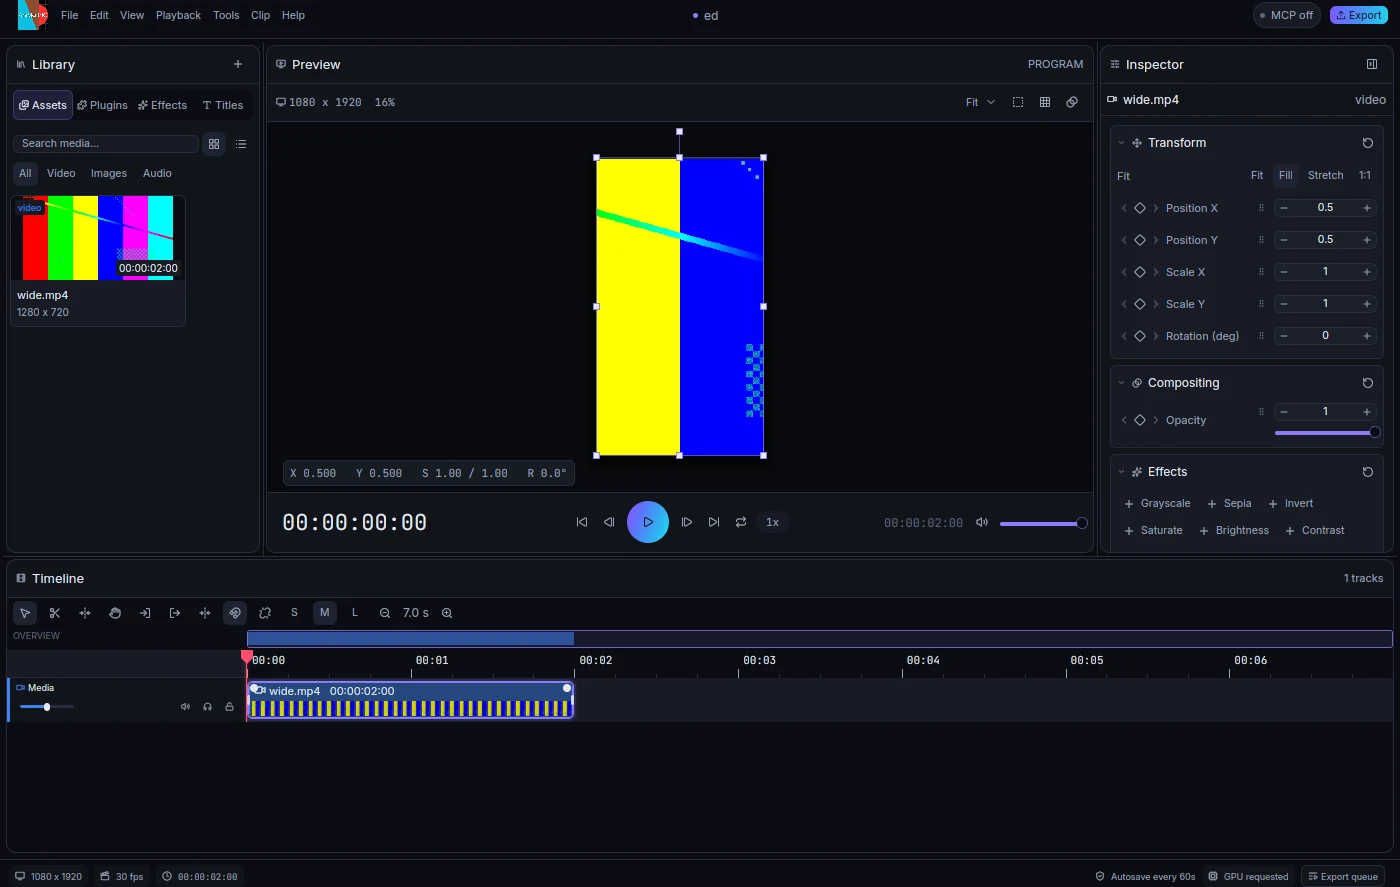 File Edit View Playback Tools Clip Help
ed
MCP off
Export
Library
Assets Plugins Effects Titles
Search media...
All Video Images Audio
video
00:00:02:00
wide.mp4
1280 x 720
Preview
PROGRAM
1080 x 1920 16%
Fit
X 0.500 Y 0.500 S 1.00 / 1.00 R 0.0°
00:00:00:00
1x
00:00:02:00
Inspector
wide.mp4
video
Transform
Fit
Fit Fill Stretch 1:1
Position X 0.5
Position Y 0.5
Scale X 1
Scale Y 1
Rotation (deg) 0
Compositing
Opacity 1
Effects
Grayscale Sepia Invert
Saturate Brightness Contrast
Timeline
1 tracks
S M L 7.0 s
OVERVIEW
00:00 00:01 00:02 00:03 00:04 00:05 00:06
Media
wide.mp4 00:00:02:00
1080 x 1920 30 fps 00:00:02:00
Autosave every 60s GPU requested Export queue